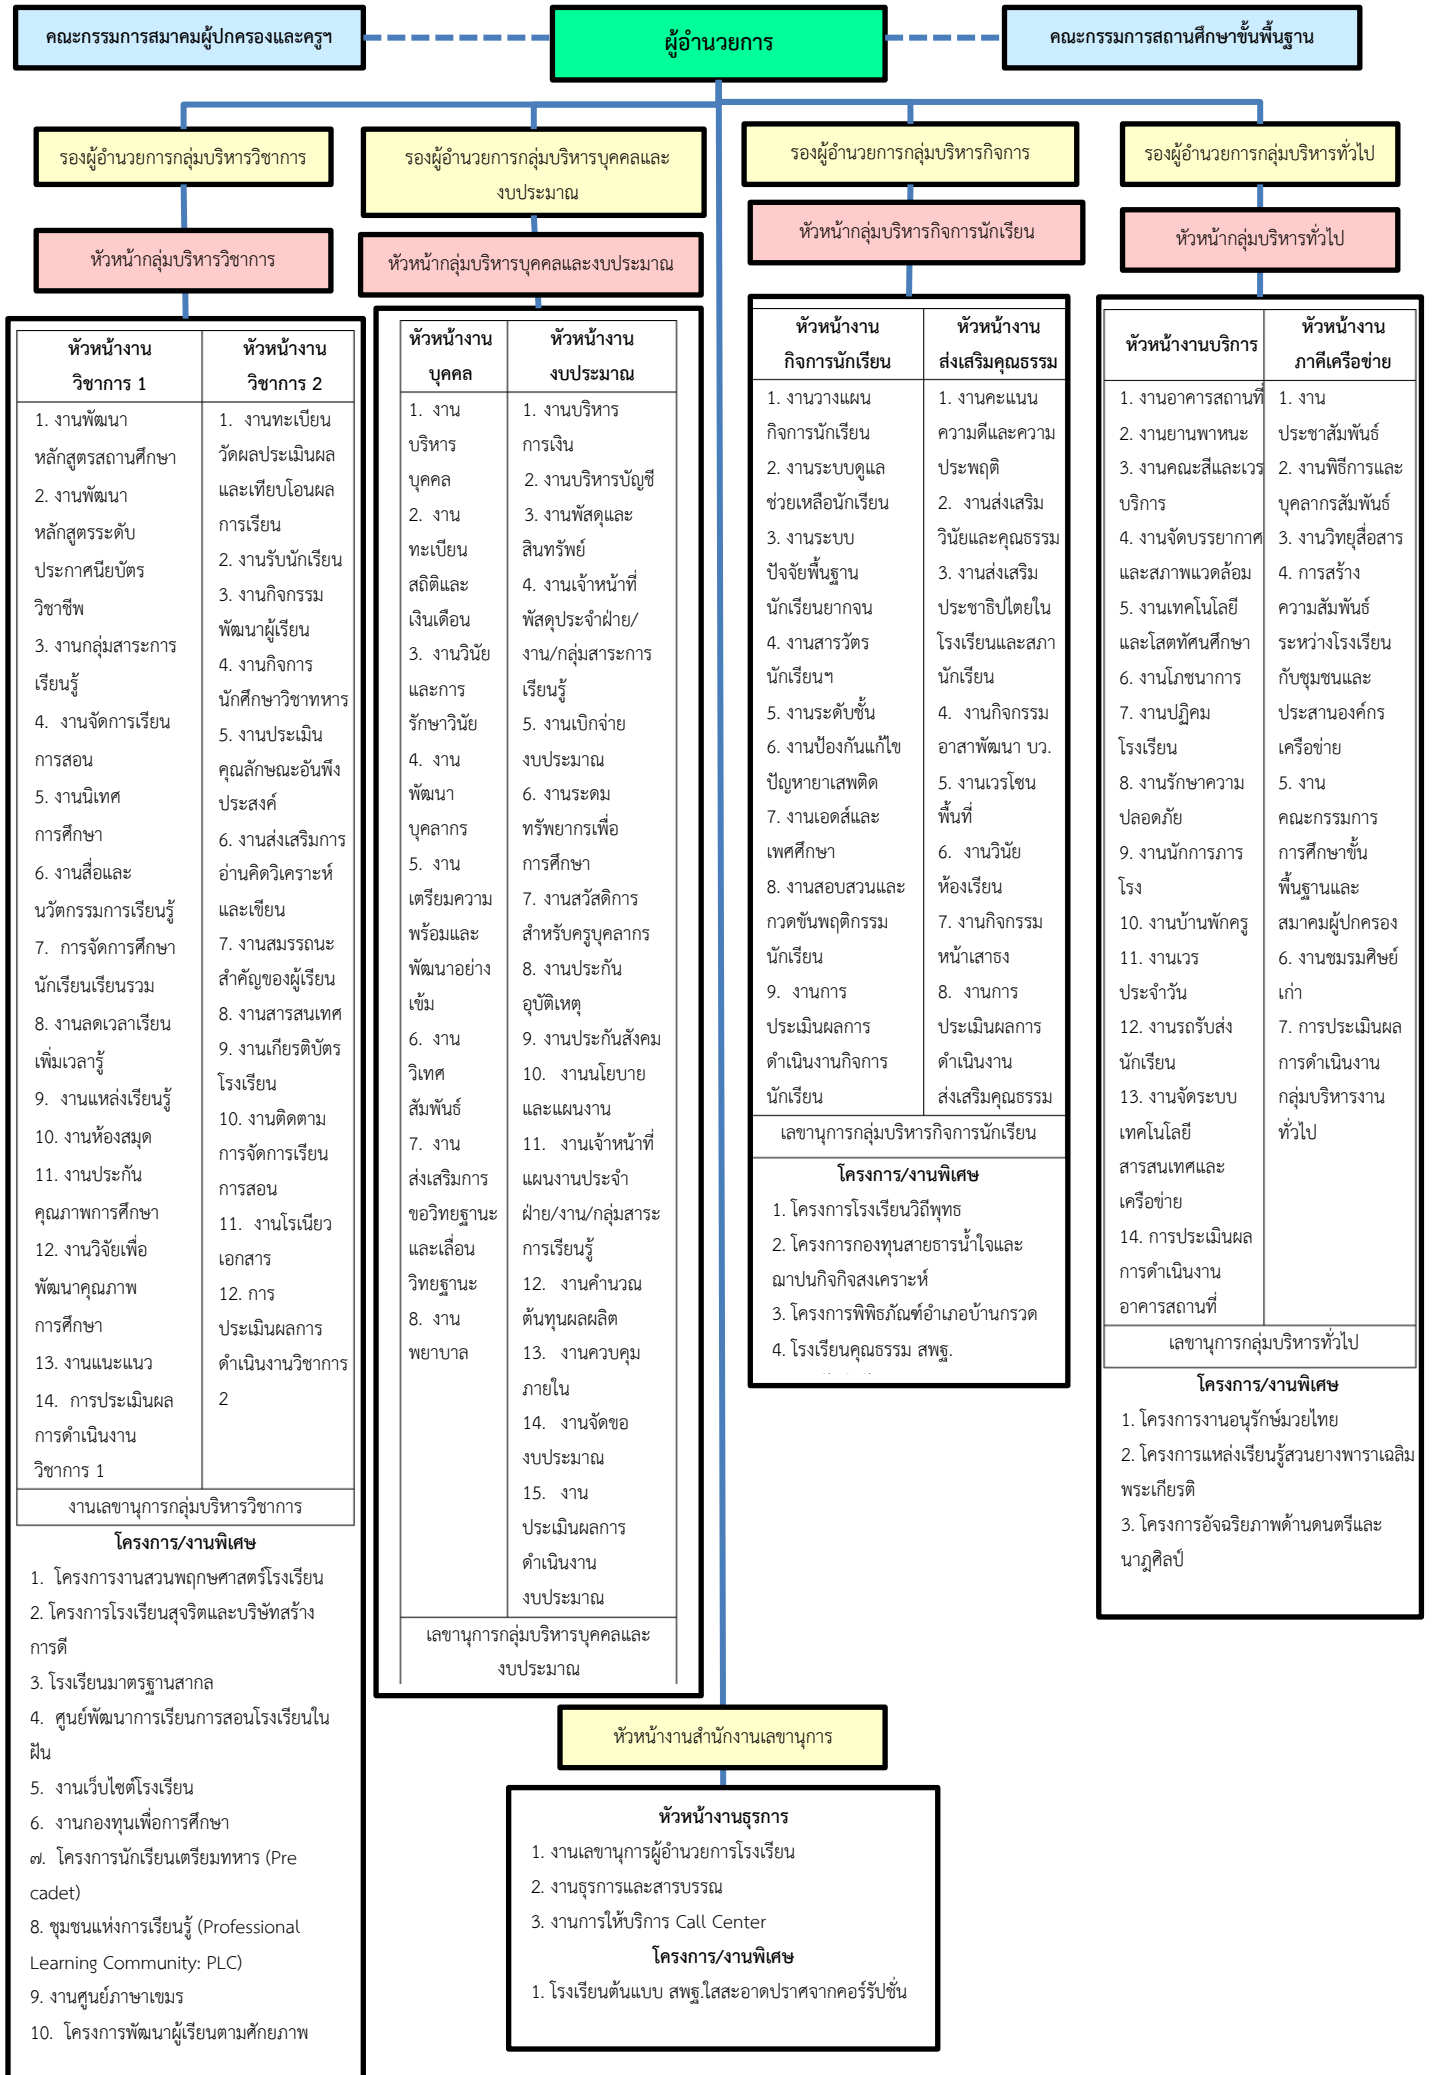 คณะกรรมการสมาคมผู้ปกครองและครูฯ
ผู้อำนวยการ
คณะกรรมการสถานศึกษาขั้นพื้นฐาน
รองผู้อำนวยการกลุ่มบริหารวิชาการ
รองผู้อำนวยการกลุ่มบริหารบุคคลและ
งบประมาณ
รองผู้อำนวยการกลุ่มบริหารกิจการ
รองผู้อำนวยการกลุ่มบริหารทั่วไป
หัวหน้ากลุ่มบริหารวิชาการ
หัวหน้ากลุ่มบริหารบุคคลและงบประมาณ
หัวหน้ากลุ่มบริหารกิจการนักเรียน
หัวหน้ากลุ่มบริหารทั่วไป
หัวหน้างาน
วิชาการ 1
1. งานพัฒนา
หลักสูตรสถานศึกษา
2. งานพัฒนา
หลักสูตรระดับ
ประกาศนียบัตร
วิชาชีพ
3. งานกลุ่มสาระการ
เรียนรู้
4. งานจัดการเรียน
การสอน
5. งานนิเทศ
การศึกษา
6. งานสื่อและ
นวัตกรรมการเรียนรู้
7. การจัดการศึกษา
นักเรียนเรียนรวม
8. งานลดเวลาเรียน
เพิ่มเวลารู้
9. งานแหล่งเรียนรู้
10. งานห้องสมุด
11. งานประกัน
คุณภาพการศึกษา
12. งานวิจัยเพื่อ
พัฒนาคุณภาพ
การศึกษา
13. งานแนะแนว
14. การประเมินผล
การดำเนินงาน
วิชาการ 1
หัวหน้างาน
วิชาการ 2
1. งานทะเบียน
วัดผลประเมินผล
และเทียบโอนผล
การเรียน
2. งานรับนักเรียน
3. งานกิจกรรม
พัฒนาผู้เรียน
4. งานกิจการ
นักศึกษาวิชาทหาร
5. งานประเมิน
คุณลักษณะอันพึง
ประสงค์
6. งานส่งเสริมการ
อ่านคิดวิเคราะห์
และเขียน
7. งานสมรรถนะ
สำคัญของผู้เรียน
8. งานสารสนเทศ
9. งานเกียรติบัตร
โรงเรียน
10. งานติดตาม
การจัดการเรียน
การสอน
11. งานโรเนียว
เอกสาร
12. การ
ประเมินผลการ
ดำเนินงานวิชาการ
2
งานเลขานุการกลุ่มบริหารวิชาการ
โครงการ/งานพิเศษ
1. โครงการงานสวนพฤกษศาสตร์โรงเรียน
2. โครงการโรงเรียนสุจริตและบริษัทสร้าง
การดี
3. โรงเรียนมาตรฐานสากล
4. ศูนย์พัฒนาการเรียนการสอนโรงเรียนใน
ฝัน
5. งานเว็บไซต์โรงเรียน
6. งานกองทุนเพื่อการศึกษา
๗. โครงการนักเรียนเตรียมทหาร (Pre
cadet)
8. ชุมชนแห่งการเรียนรู้ (Professional
Learning Community: PLC)
9. งานศูนย์ภาษาเขมร
10. โครงการพัฒนาผู้เรียนตามศักยภาพ
หัวหน้างาน
บุคคล
1. งาน
บริหาร
บุคคล
2. งาน
ทะเบียน
สถิติและ
เงินเดือน
3. งานวินัย
และการ
รักษาวินัย
4. งาน
พัฒนา
บุคลากร
5. งาน
เตรียมความ
พร้อมและ
พัฒนาอย่าง
เข้ม
6. งาน
วิเทศ
สัมพันธ์
7. งาน
ส่งเสริมการ
ขอวิทยฐานะ
และเลื่อน
วิทยฐานะ
8. งาน
พยาบาล
หัวหน้างาน
งบประมาณ
1. งานบริหาร
การเงิน
2. งานบริหารบัญชี
3. งานพัสดุและ
สินทรัพย์
4. งานเจ้าหน้าที่
พัสดุประจำฝ่าย/
งาน/กลุ่มสาระการ
เรียนรู้
5. งานเบิกจ่าย
งบประมาณ
6. งานระดม
ทรัพยากรเพื่อ
การศึกษา
7. งานสวัสดิการ
สำหรับครูบุคลากร
8. งานประกัน
อุบัติเหตุ
9. งานประกันสังคม
10. งานนโยบาย
และแผนงาน
11. งานเจ้าหน้าที่
แผนงานประจำ
ฝ่าย/งาน/กลุ่มสาระ
การเรียนรู้
12. งานคำนวณ
ต้นทุนผลผลิต
13. งานควบคุม
ภายใน
14. งานจัดขอ
งบประมาณ
15. งาน
ประเมินผลการ
ดำเนินงาน
งบประมาณ
เลขานุการกลุ่มบริหารบุคคลและ
งบประมาณ
หัวหน้างาน
กิจการนักเรียน
1. งานวางแผน
กิจการนักเรียน
2. งานระบบดูแล
ช่วยเหลือนักเรียน
3. งานระบบ
ปัจจัยพื้นฐาน
นักเรียนยากจน
4. งานสารวัตร
นักเรียนฯ
5. งานระดับชั้น
6. งานป้องกันแก้ไข
ปัญหายาเสพติด
7. งานเอดส์และ
เพศศึกษา
8. งานสอบสวนและ
กวดขันพฤติกรรม
นักเรียน
9. งานการ
ประเมินผลการ
ดำเนินงานกิจการ
นักเรียน
หัวหน้างาน
ส่งเสริมคุณธรรม
1. งานคะแนน
ความดีและความ
ประพฤติ
2. งานส่งเสริม
วินัยและคุณธรรม
3. งานส่งเสริม
ประชาธิปไตยใน
โรงเรียนและสภา
นักเรียน
4. งานกิจกรรม
อาสาพัฒนา บว.
5. งานเวรโซน
พื้นที่
6. งานวินัย
ห้องเรียน
7. งานกิจกรรม
หน้าเสาธง
8. งานการ
ประเมินผลการ
ดำเนินงาน
ส่งเสริมคุณธรรม
เลขานุการกลุ่มบริหารกิจการนักเรียน
โครงการ/งานพิเศษ
1. โครงการโรงเรียนวิถีพุทธ
2. โครงการกองทุนสายธารน้ำใจและ
ฌาปนกิจกิจสงเคราะห์
3. โครงการพิพิธภัณฑ์อำเภอบ้านกรวด
4. โรงเรียนคุณธรรม สพฐ.
หัวหน้างานบริการ
1. งานอาคารสถานที่
2. งานยานพาหนะ
3. งานคณะสีและเวร
บริการ
4. งานจัดบรรยากาศ
และสภาพแวดล้อม
5. งานเทคโนโลยี
และโสตทัศนศึกษา
6. งานโภชนาการ
7. งานปฏิคม
โรงเรียน
8. งานรักษาความ
ปลอดภัย
9. งานนักการภาร
โรง
10. งานบ้านพักครู
11. งานเวร
ประจำวัน
12. งานรถรับส่ง
นักเรียน
13. งานจัดระบบ
เทคโนโลยี
สารสนเทศและ
เครือข่าย
14. การประเมินผล
การดำเนินงาน
อาคารสถานที่
หัวหน้างาน
ภาคีเครือข่าย
1. งาน
ประชาสัมพันธ์
2. งานพิธีการและ
บุคลากรสัมพันธ์
3. งานวิทยุสื่อสาร
4. การสร้าง
ความสัมพันธ์
ระหว่างโรงเรียน
กับชุมชนและ
ประสานองค์กร
เครือข่าย
5. งาน
คณะกรรมการ
การศึกษาขั้น
พื้นฐานและ
สมาคมผู้ปกครอง
6. งานชมรมศิษย์
เก่า
7. การประเมินผล
การดำเนินงาน
กลุ่มบริหารงาน
ทั่วไป
เลขานุการกลุ่มบริหารทั่วไป
โครงการ/งานพิเศษ
1. โครงการงานอนุรักษ์มวยไทย
2. โครงการแหล่งเรียนรู้สวนยางพาราเฉลิม
พระเกียรติ
3. โครงการอัจฉริยภาพด้านดนตรีและ
นาฎศิลป์
หัวหน้างานสำนักงานเลขานุการ
หัวหน้างานธุรการ
1. งานเลขานุการผู้อำนวยการโรงเรียน
2. งานธุรการและสารบรรณ
3. งานการให้บริการ Call Center
โครงการ/งานพิเศษ
1. โรงเรียนต้นแบบ สพฐ.ใสสะอาดปราศจากคอร์รัปชั่น